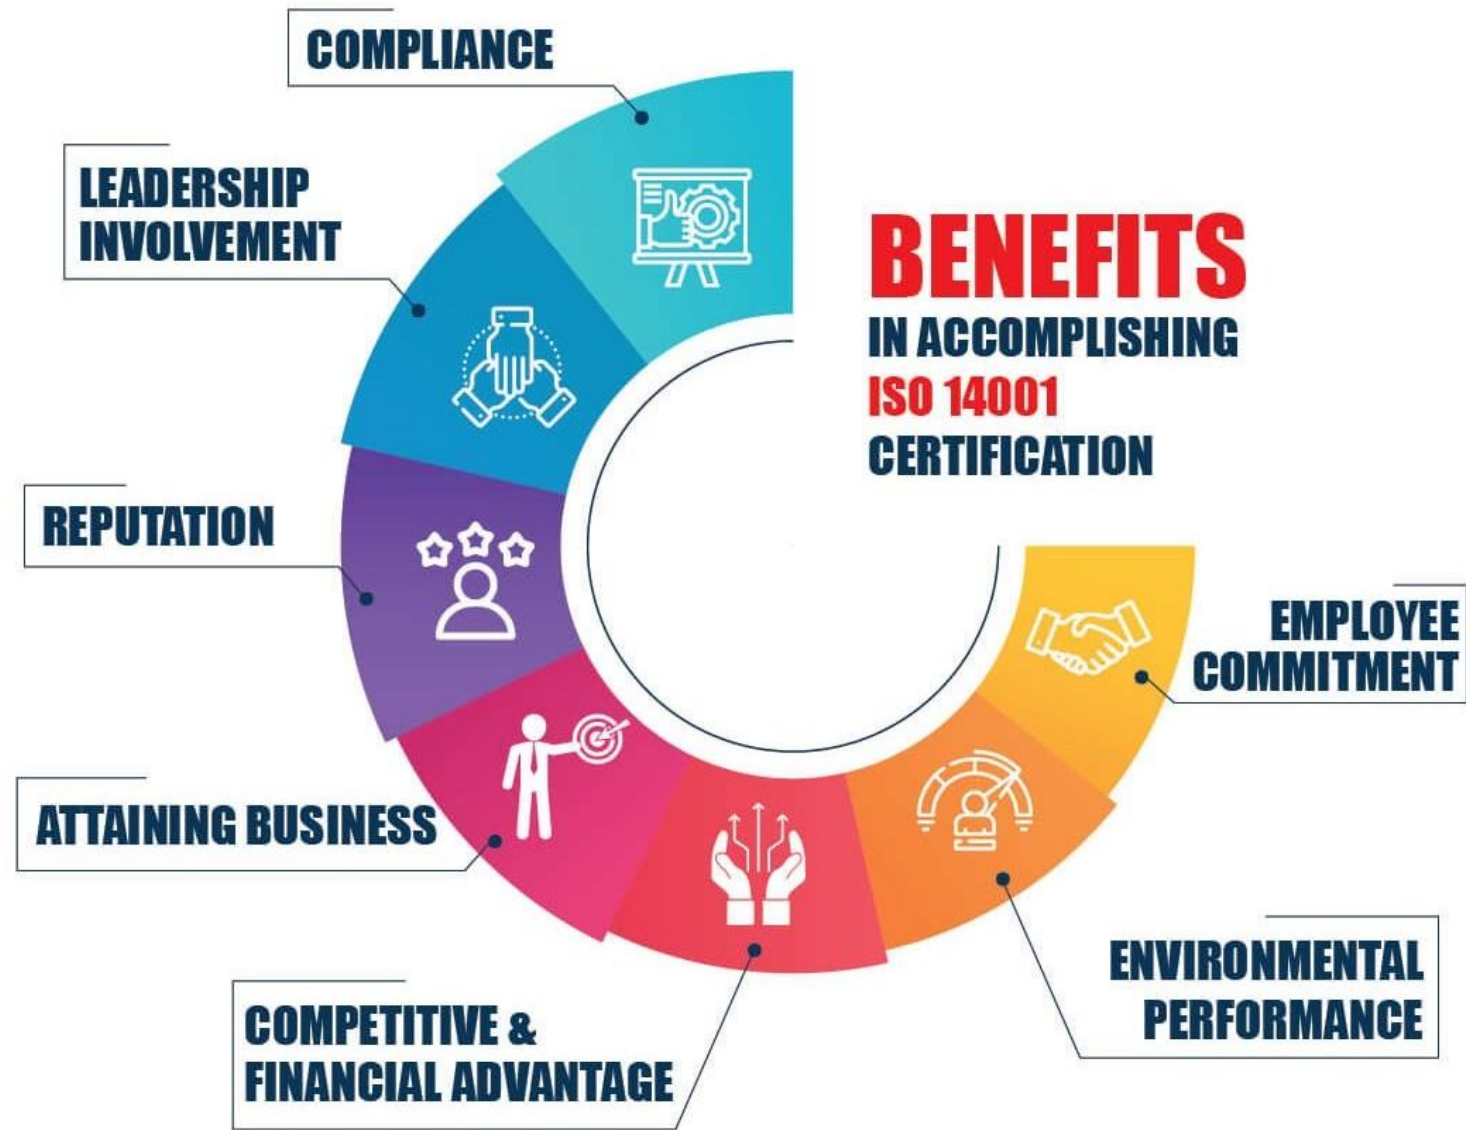 COMPLIANCE
LEADERSHIP
INVOLVEMENT
REPUTATION
ATTAINING BUSINESS
COMPETITIVE &
FINANCIAL ADVANTAGE
BENEFITS
IN ACCOMPLISHING
ISO 14001
CERTIFICATION
EMPLOYEE
COMMITMENT
ENVIRONMENTAL
PERFORMANCE